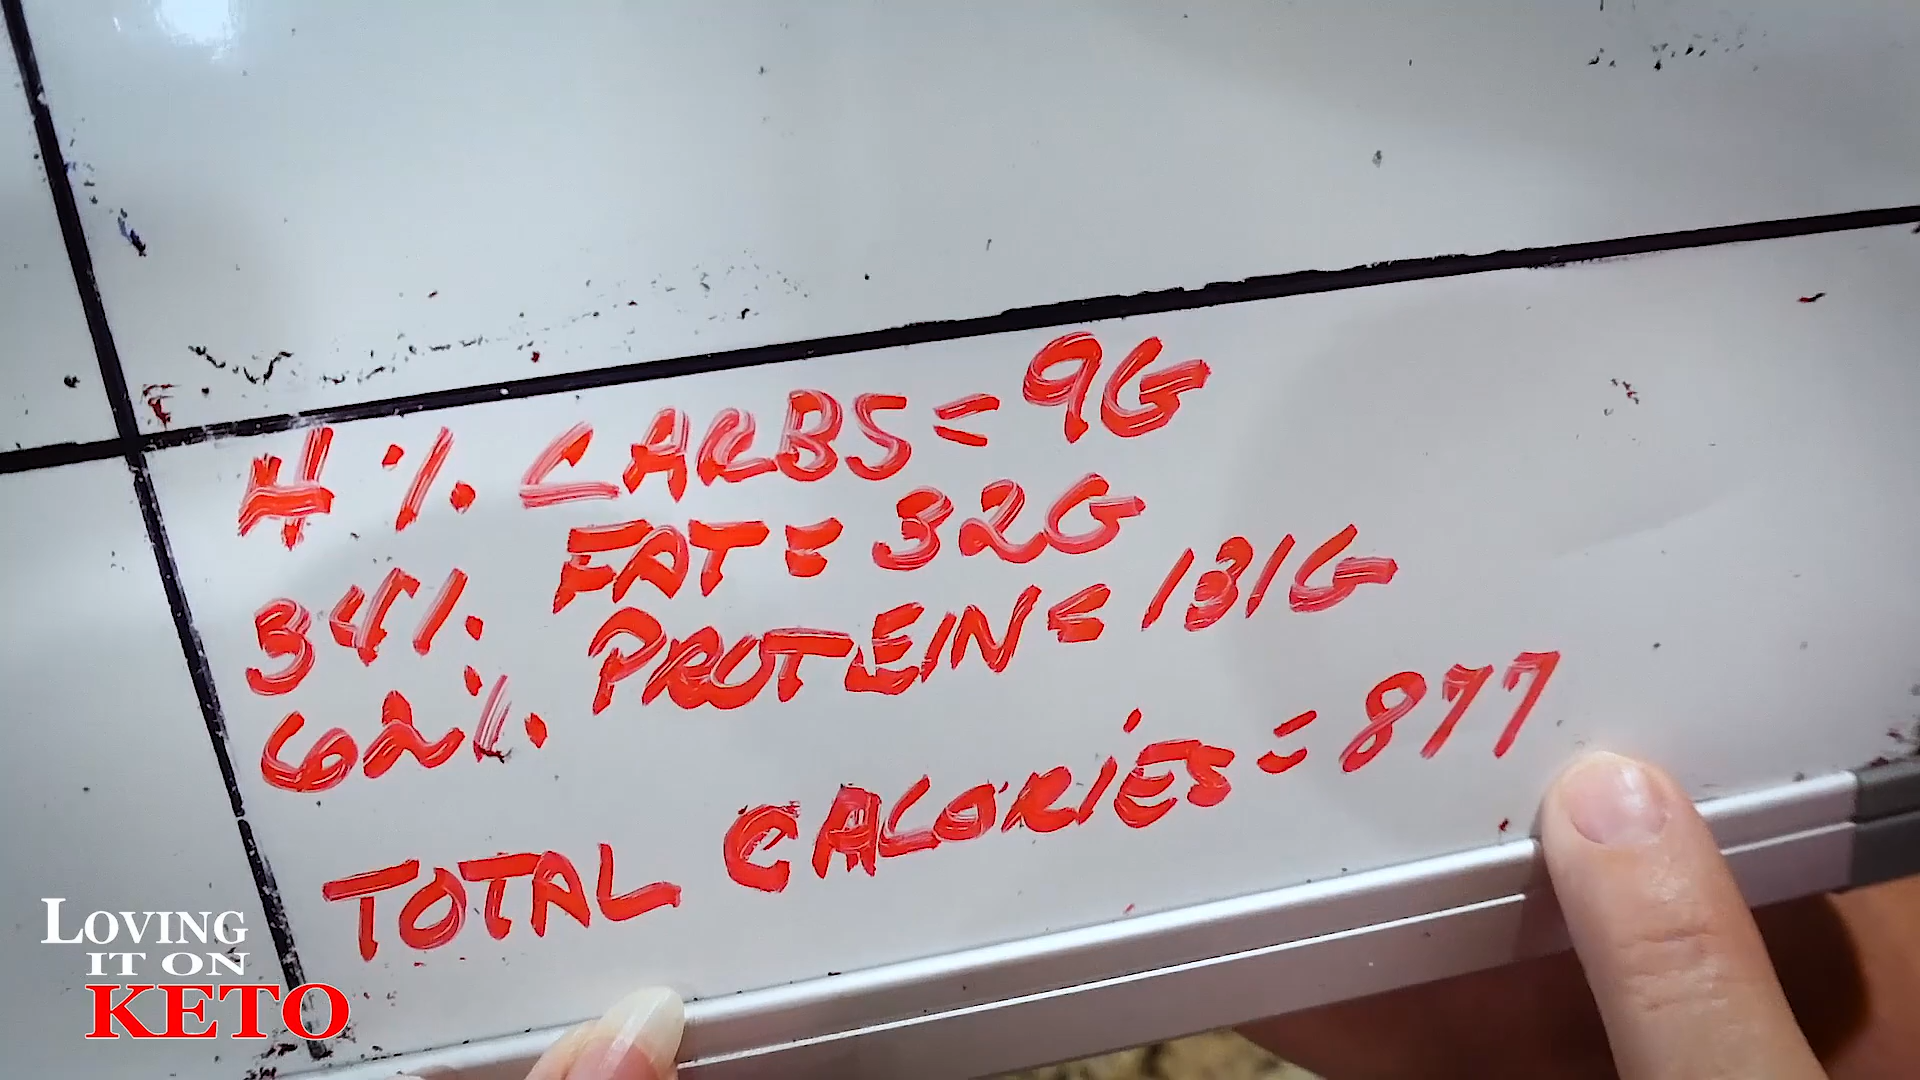 4% CARBS = 9G
34% FAT = 32G
62% PROTEIN = 131G
TOTAL CALORIES = 877
LOVING
IT ON
KETO